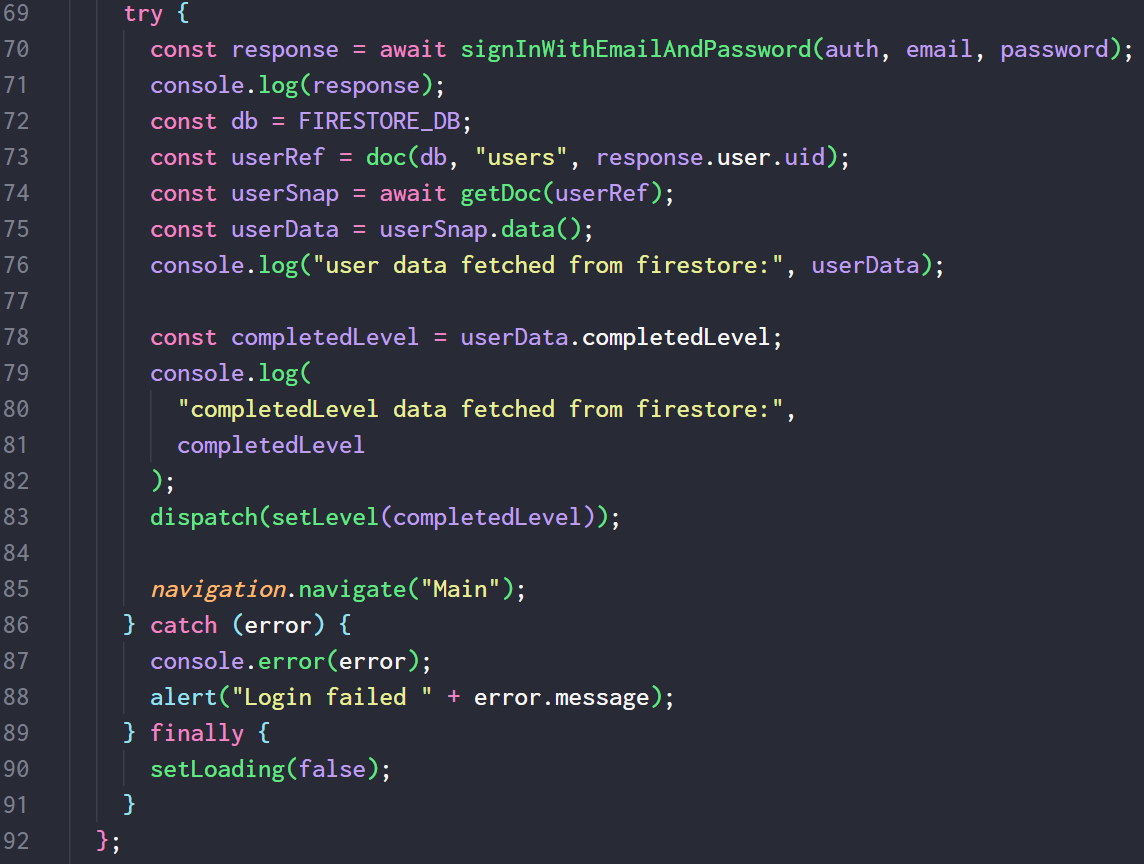 69 try {
70 const response = await signInWithEmailAndPassword(auth, email, password);
71 console.log(response);
72 const db = FIRESTORE_DB;
73 const userRef = doc(db, "users", response.user.uid);
74 const userSnap = await getDoc(userRef);
75 const userData = userSnap.data();
76 console.log("user data fetched from firestore:", userData);
77
78 const completedLevel = userData.completedLevel;
79 console.log(
80 "completedLevel data fetched from firestore:",
81 completedLevel
82 );
83 dispatch(setLevel(completedLevel));
84
85 navigation.navigate("Main");
86 } catch (error) {
87 console.error(error);
88 alert("Login failed " + error.message);
89 } finally {
90 setLoading(false);
91 }
92 };